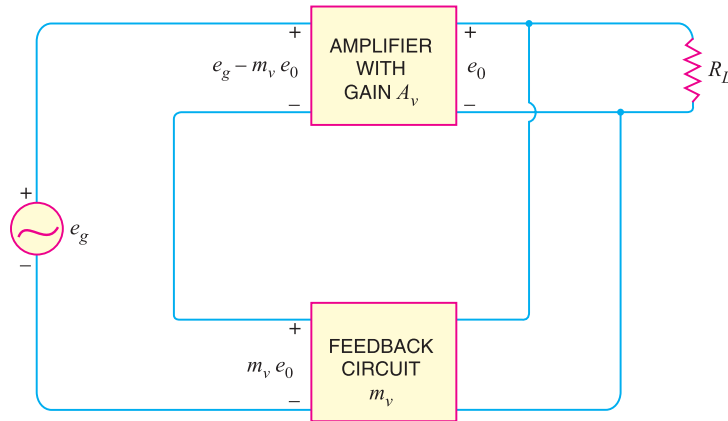 +
+
AMPLIFIER
WITH
GAIN A_v
e_g – m_v e_0
e_0
R_L
–
–
+
e_g
–
+
FEEDBACK
CIRCUIT
m_v
m_v e_0
–